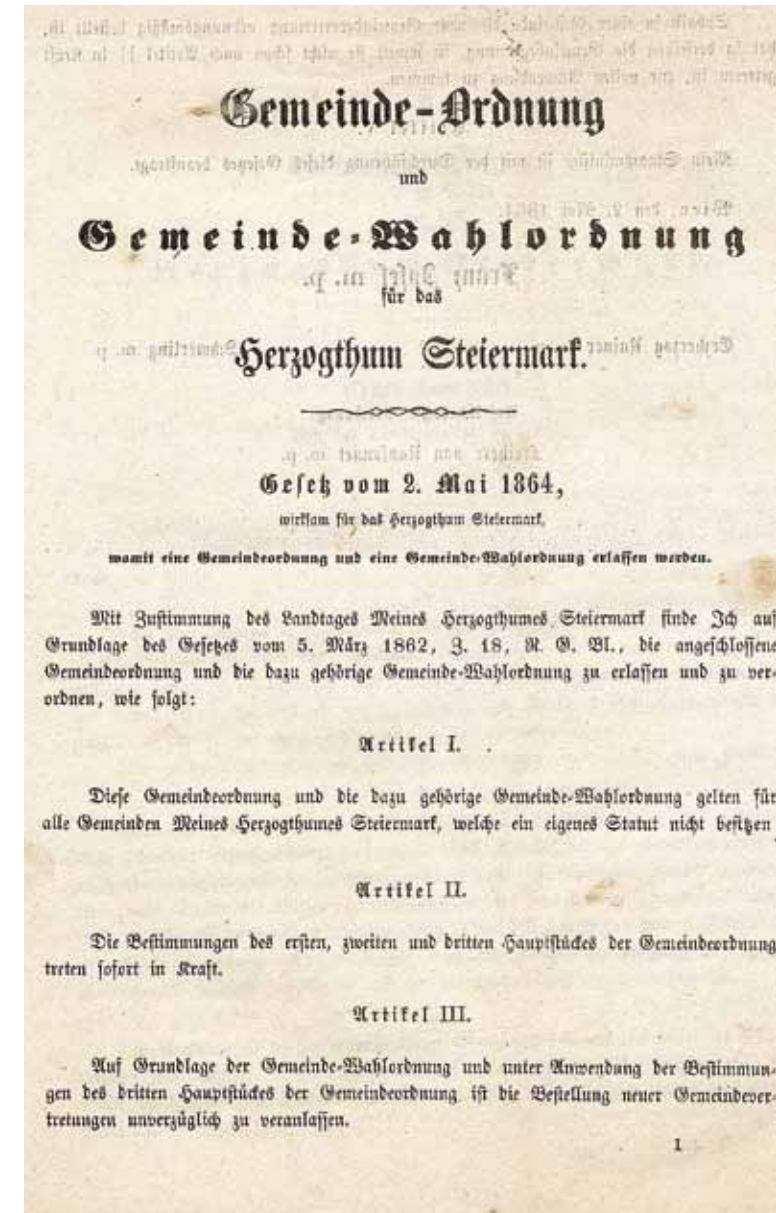 Gemeinde-Ordnung
und
Gemeinde-Wahlordnung
für das
Herzogthum Steiermark.
Gesetz vom 2. Mai 1864,
wirksam für das Herzogthum Steiermark,
womit eine Gemeindeordnung und eine Gemeinde-Wahlordnung erlassen werden.
Mit Zustimmung des Landtages Meines Herzogthumes Steiermark finde Ich auf
Grundlage des Gesetzes vom 5. März 1862, Z. 18, R. G. Bl., die angeschlossene
Gemeindeordnung und die dazu gehörige Gemeinde-Wahlordnung zu erlassen und zu ver-
ordnen, wie folgt:
Artikel I.
Diese Gemeindeordnung und die dazu gehörige Gemeinde-Wahlordnung gelten für
alle Gemeinden Meines Herzogthumes Steiermark, welche ein eigenes Statut nicht besitzen
Artikel II.
Die Bestimmungen des ersten, zweiten und dritten Hauptstückes der Gemeindeordnung
treten sofort in Kraft.
Artikel III.
Auf Grundlage der Gemeinde-Wahlordnung und unter Anwendung der Bestimmun-
gen des dritten Hauptstückes der Gemeindeordnung ist die Bestellung neuer Gemeindever-
tretungen unverzüglich zu veranlassen.
1